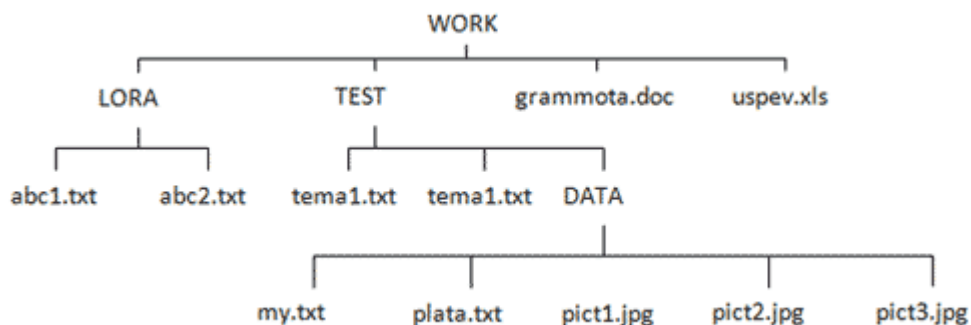 WORK
LORA TEST grammota.doc uspev.xls
abc1.txt abc2.txt tema1.txt tema1.txt DATA
my.txt plata.txt pict1.jpg pict2.jpg pict3.jpg